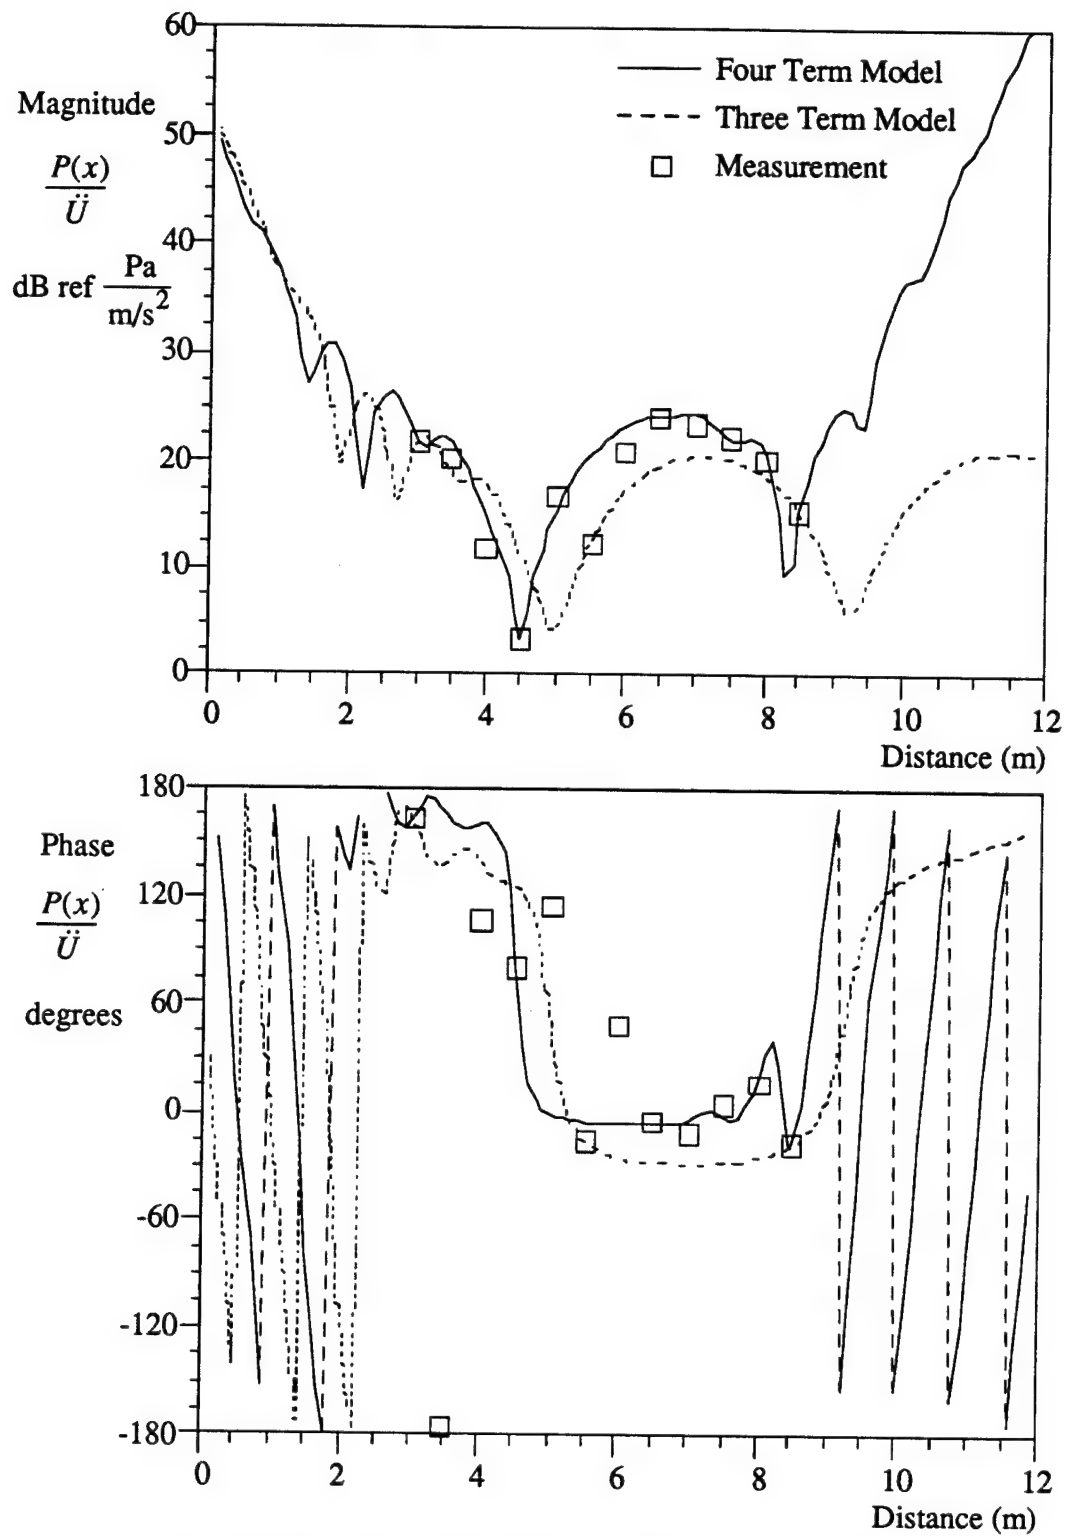 60
Magnitude
P(x)
Ü
dB ref Pa
m/s²
50
40
30
20
10
0
Four Term Model
Three Term Model
Measurement
0 2 4 6 8 10 12
Distance (m)
180
Phase
P(x)
Ü
degrees
120
60
0
-60
-120
-180
0 2 4 6 8 10 12
Distance (m)